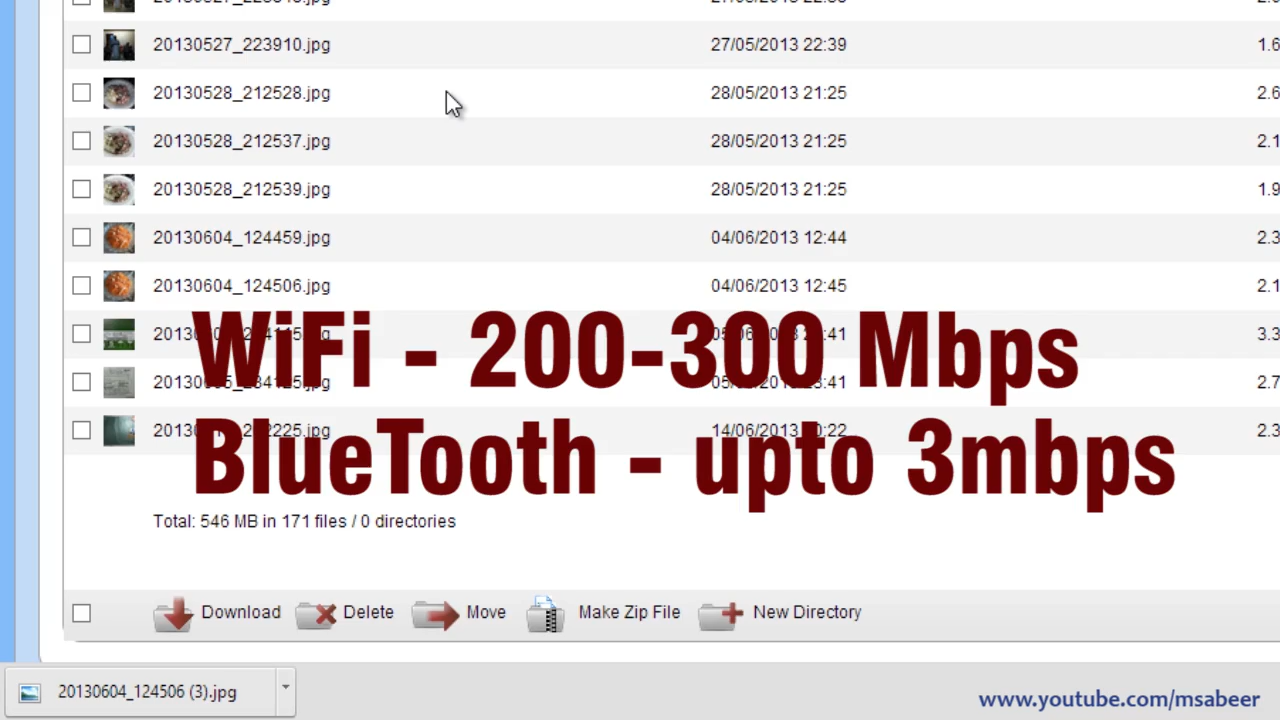 20130527_223910.jpg 27/05/2013 22:39 1.6
20130528_212528.jpg 28/05/2013 21:25 2.6
20130528_212537.jpg 28/05/2013 21:25 2.1
20130528_212539.jpg 28/05/2013 21:25 1.9
20130604_124459.jpg 04/06/2013 12:44 2.3
20130604_124506.jpg 04/06/2013 12:45 2.1
3.3
WiFi - 200-300 Mbps
2.7
2.3
BlueTooth - upto 3mbps
Total: 546 MB in 171 files / 0 directories
Download Delete Move Make Zip File New Directory
20130604_124506 (3).jpg
www.youtube.com/msabeer